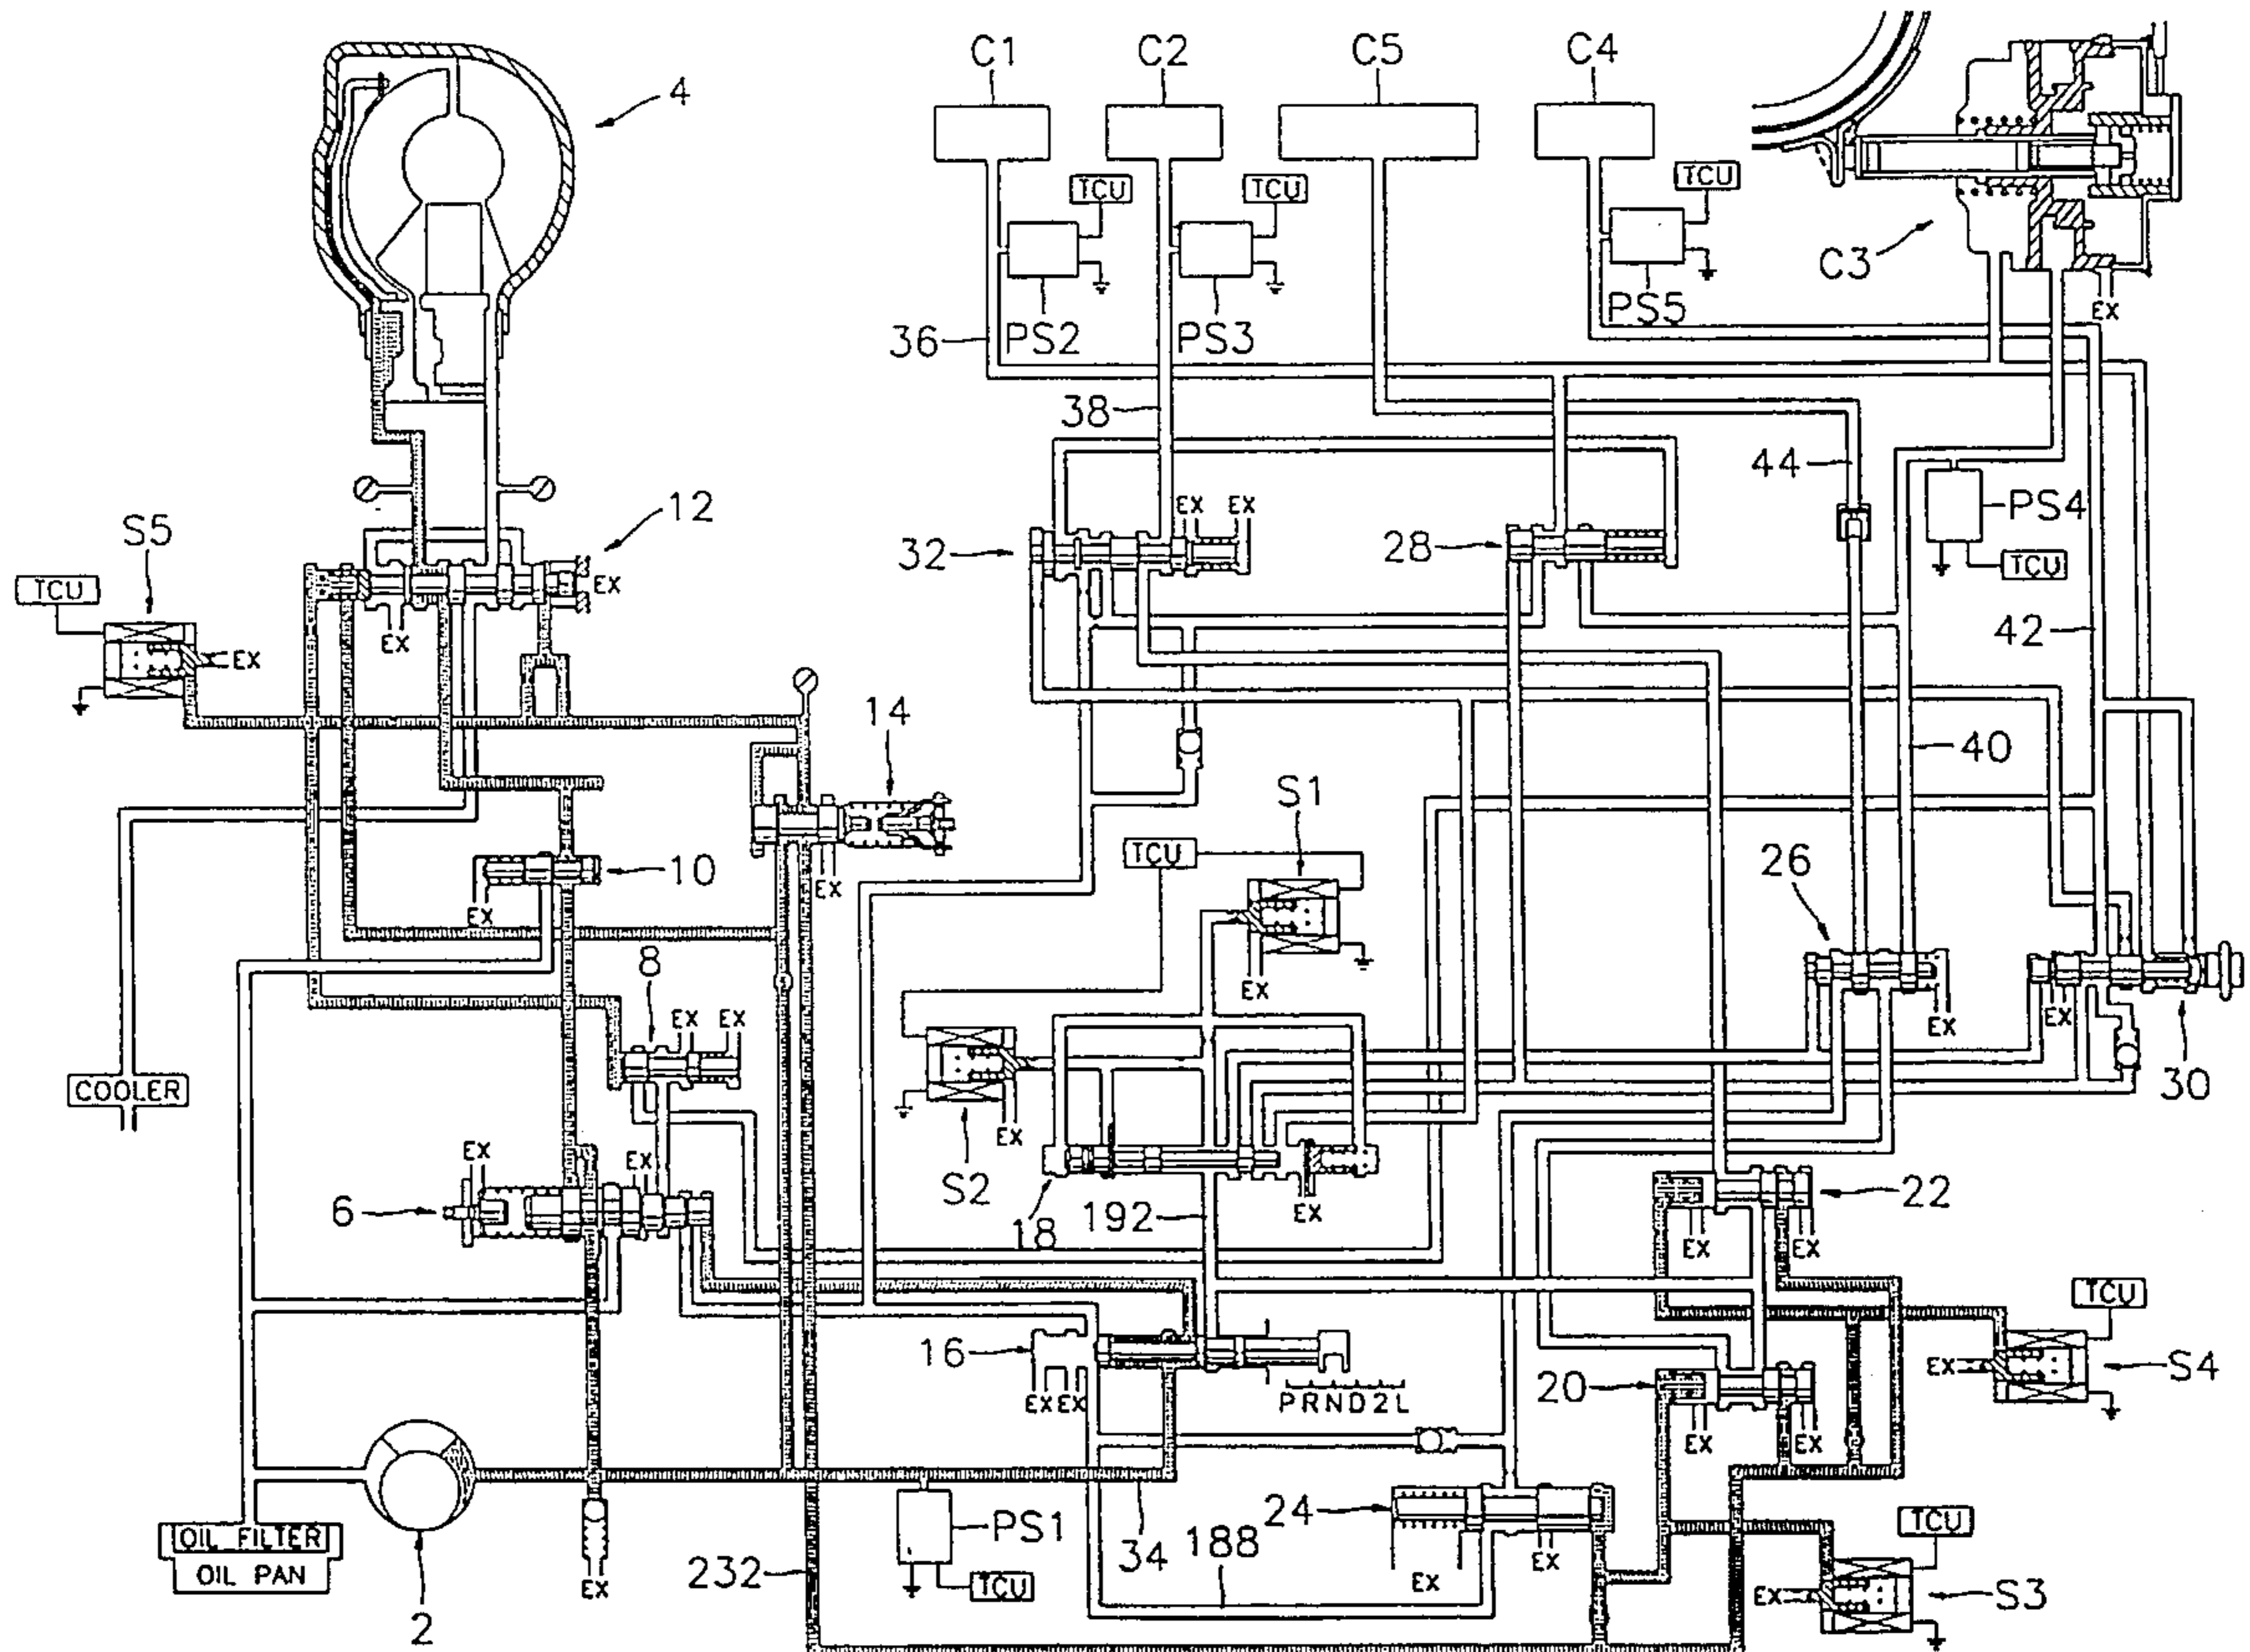 C1
C2
C5
C4
4
TCU
TCU
TCU
C3
PS5
EX
36
PS2
PS3
38
44
S5
12
EX
EX
PS4
32
28
TCU
EX
TCU
EX
EX
42
14
40
S1
TCU
26
10
EX
EX
8
EX
EX
EX
EX
EX
COOLER
30
S2
EX
EX
EX
22
6
18
192
EX
EX
EX
TCU
16
S4
EX
20
EX EX
PRND2L
EX
EX
24
PS1
TCU
OIL FILTER
34
188
EX
OIL PAN
232
EX
EX
S3
EX
TCU
2